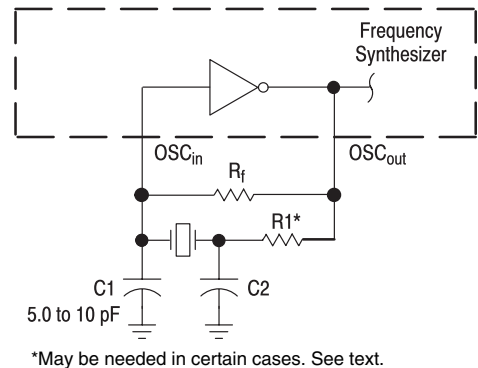 Frequency
Synthesizer
OSCin
OSCout
Rf
R1*
C1
C2
5.0 to 10 pF
*May be needed in certain cases. See text.